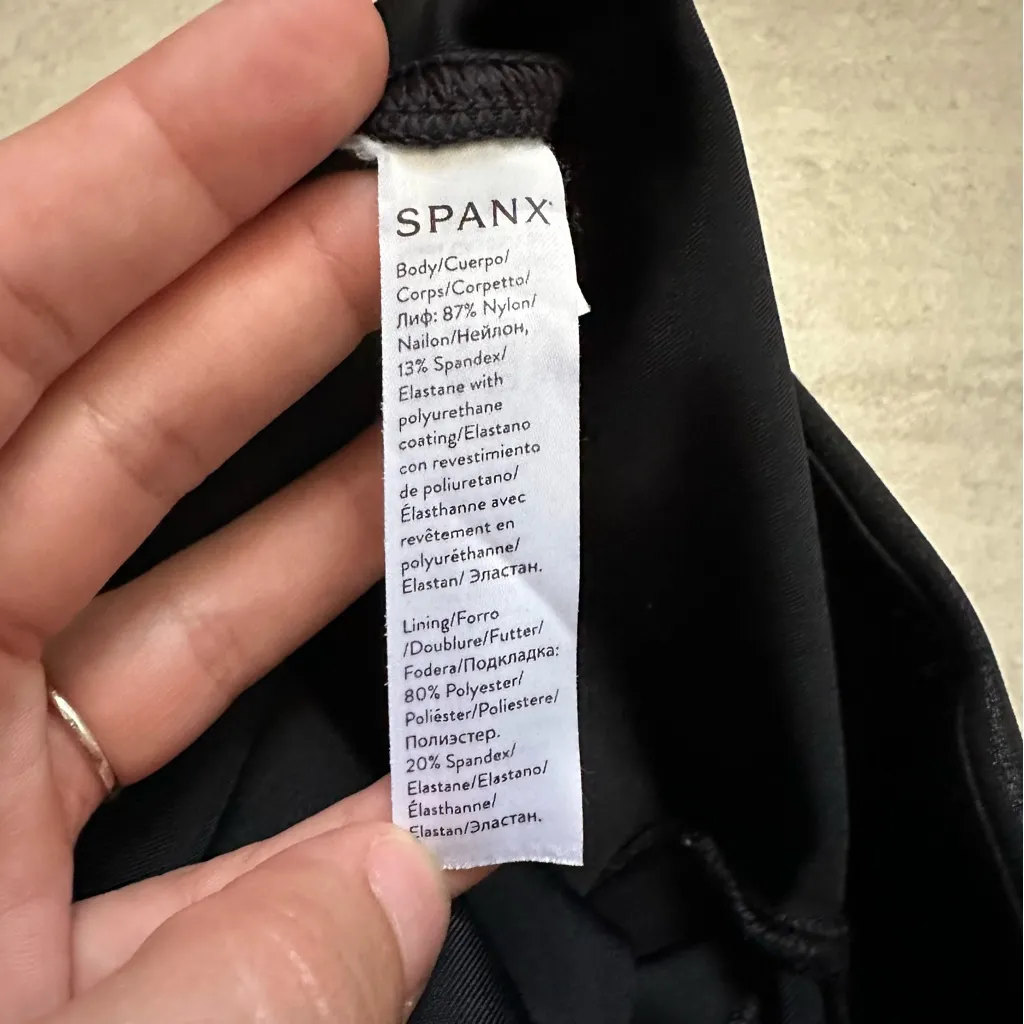 SPANX
Body/Cuerpo/
Corps/Corpetto/
Лиф: 87% Nylon/
Nailon/Нейлон,
13% Spandex/
Elastane with
polyurethane
coating/Elastano
con revestimiento
de poliuretano/
Élasthanne avec
revêtement en
polyuréthanne/
Elastan/ Эластан.
Lining/Forro
/Doublure/Futter/
Fodera/Подкладка:
80% Polyester/
Poliéster/Poliestere/
Полиэстер.
20% Spandex/
Elastane/Elastano/
Élasthanne/
Elastan/Эластан.